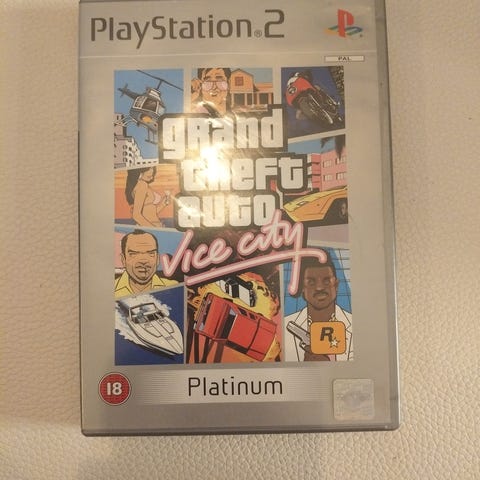 PlayStation®2
PAL
grand
theft
auto
vice city
R
18
Platinum